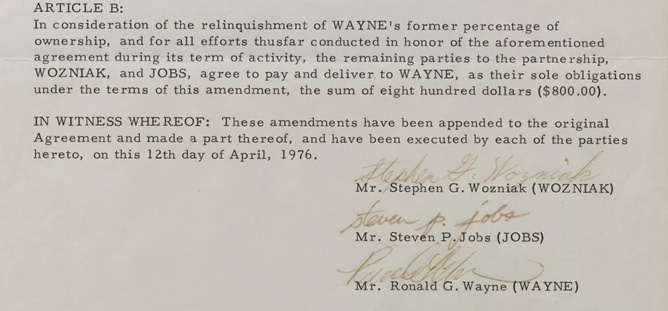 ARTICLE B:
In consideration of the relinquishment of WAYNE's former percentage of
ownership, and for all efforts thusfar conducted in honor of the aforementioned
agreement during its term of activity, the remaining parties to the partnership,
WOZNIAK, and JOBS, agree to pay and deliver to WAYNE, as their sole obligations
under the terms of this amendment, the sum of eight hundred dollars ($800.00).
IN WITNESS WHEREOF: These amendments have been appended to the original
Agreement and made a part thereof, and have been executed by each of the parties
hereto, on this 12th day of April, 1976.
Stephen G. Wozniak
Mr. Stephen G. Wozniak (WOZNIAK)
steven p. jobs
Mr. Steven P. Jobs (JOBS)
Mr. Ronald G. Wayne (WAYNE)